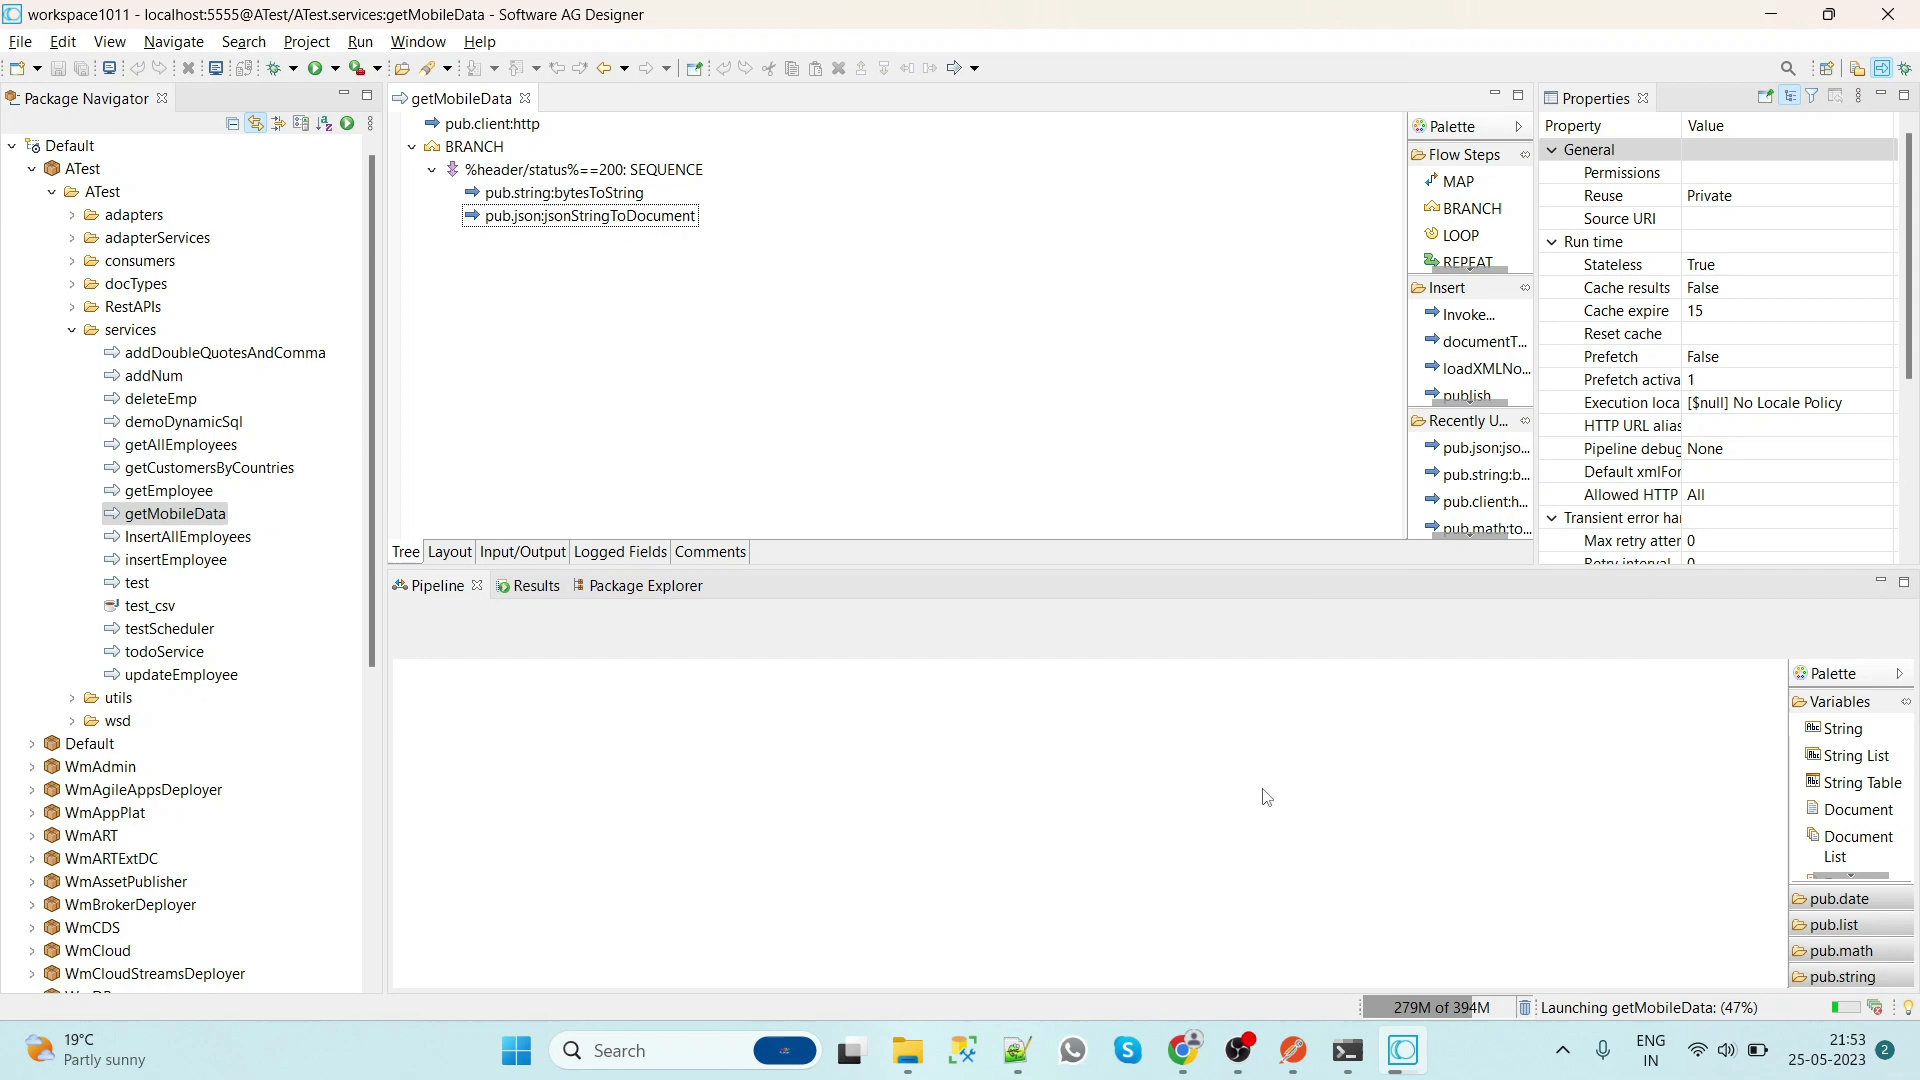 workspace1011 - localhost:5555@ATest/ATest.services:getMobileData - Software AG Designer
File Edit View Navigate Search Project Run Window Help
Package Navigator
Default
ATest
ATest
adapters
adapterServices
consumers
docTypes
RestAPIs
services
addDoubleQuotesAndComma
addNum
deleteEmp
demoDynamicSql
getAllEmployees
getCustomersByCountries
getEmployee
getMobileData
InsertAllEmployees
insertEmployee
test
test_csv
testScheduler
todoService
updateEmployee
utils
wsd
Default
WmAdmin
WmAgileAppsDeployer
WmAppPlat
WmART
WmARTExtDC
WmAssetPublisher
WmBrokerDeployer
WmCDS
WmCloud
WmCloudStreamsDeployer
getMobileData
pub.client:http
BRANCH
%header/status%==200: SEQUENCE
pub.string:bytesToString
pub.json:jsonStringToDocument
Tree Layout Input/Output Logged Fields Comments
Palette
Flow Steps
MAP
BRANCH
LOOP
REPEAT
Insert
Invoke...
documentT...
loadXMLNo...
publish
Recently U...
pub.json:jso...
pub.string:b...
pub.client:h...
pub.math:to...
Properties
Property Value
General
Permissions
Reuse Private
Source URI
Run time
Stateless True
Cache results False
Cache expire 15
Reset cache
Prefetch False
Prefetch activa 1
Execution loca [$null] No Locale Policy
HTTP URL alias
Pipeline debug None
Default xmlFor
Allowed HTTP All
Transient error har
Max retry atter 0
Retry interval 0
Pipeline Results Package Explorer
Palette
Variables
String
String List
String Table
Document
Document
List
pub.date
pub.list
pub.math
pub.string
279M of 394M Launching getMobileData: (47%)
19°C
Partly sunny
Search
ENG
IN
21:53
25-05-2023
2